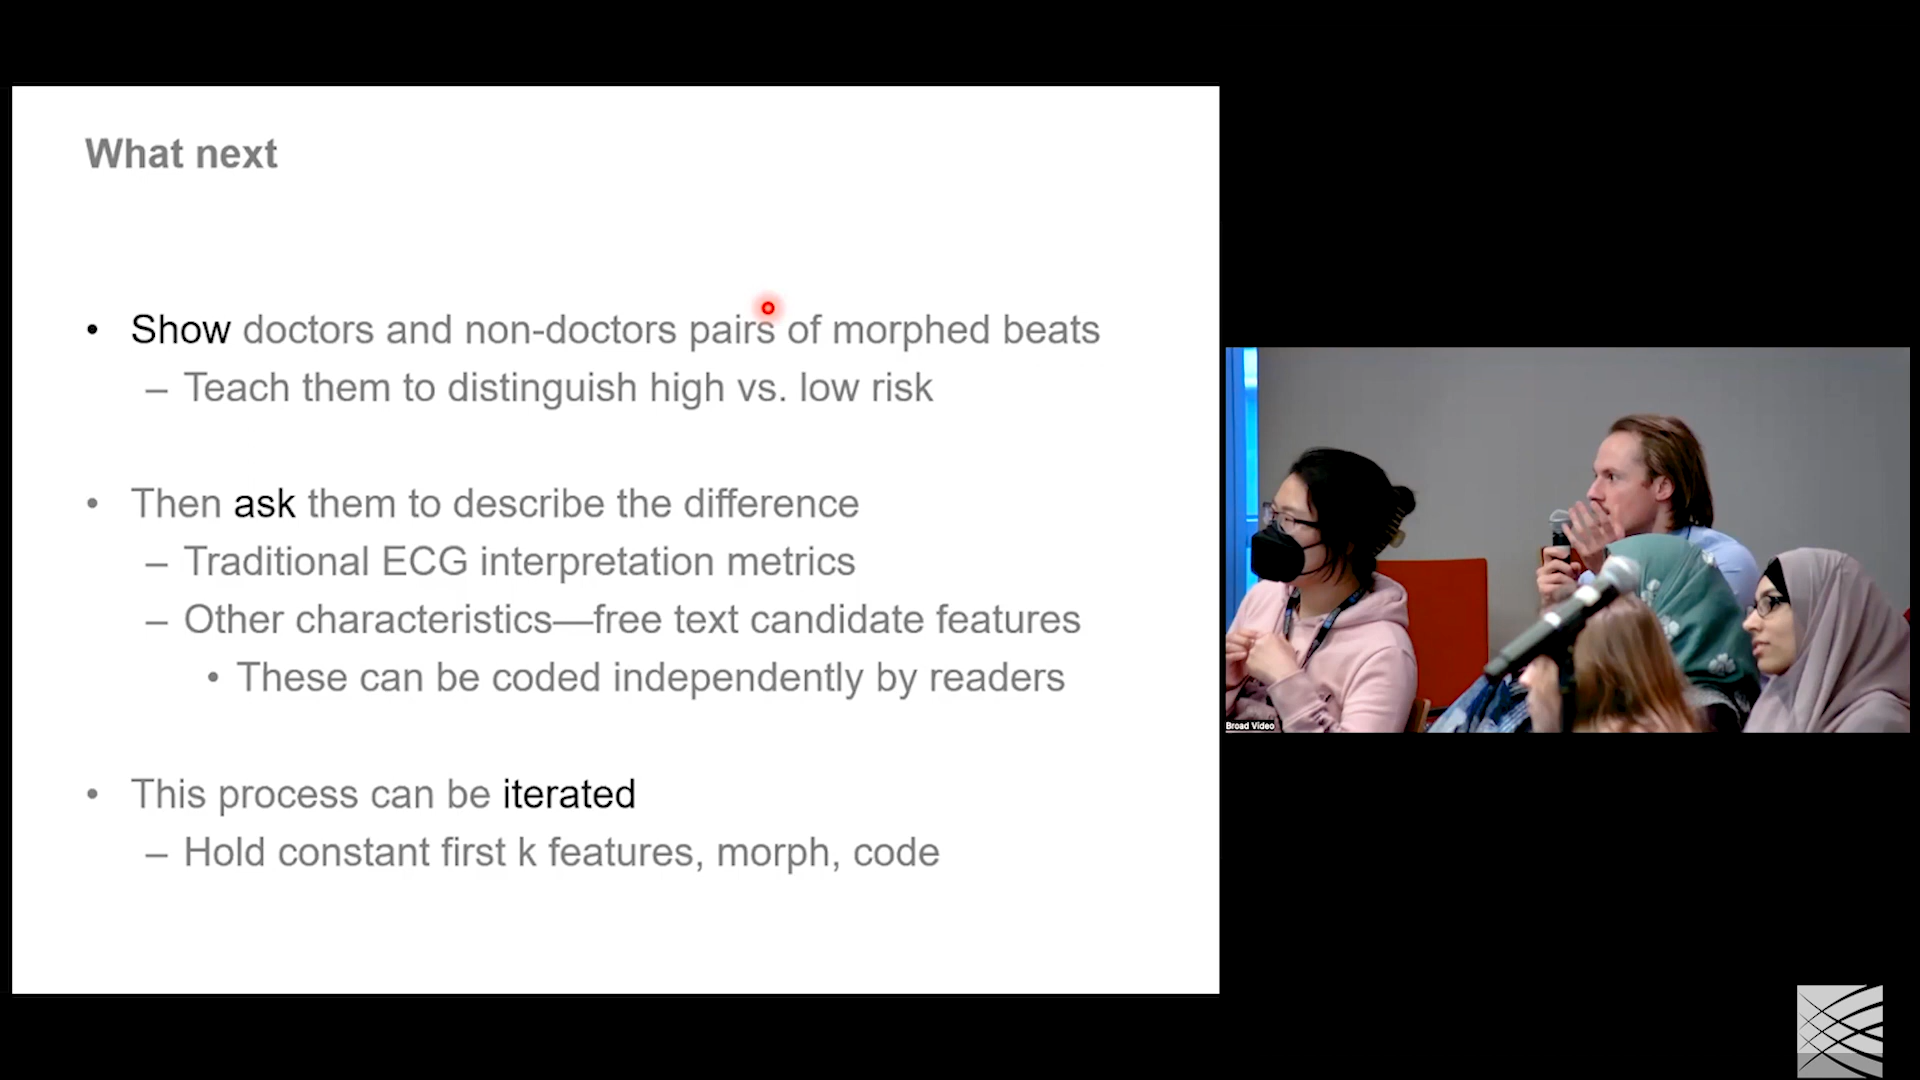 What next
• Show doctors and non-doctors pairs of morphed beats
– Teach them to distinguish high vs. low risk
• Then ask them to describe the difference
– Traditional ECG interpretation metrics
– Other characteristics—free text candidate features
• These can be coded independently by readers
• This process can be iterated
– Hold constant first k features, morph, code
Broad Video